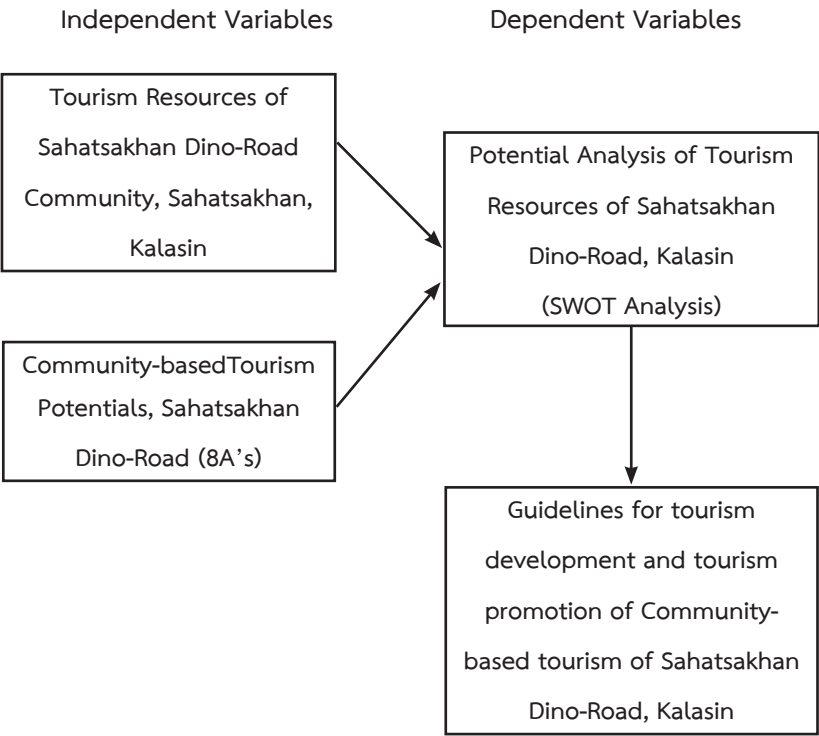 Independent Variables
Dependent Variables
Tourism Resources of
Sahatsakhan Dino-Road
Community, Sahatsakhan,
Kalasin
Community-basedTourism
Potentials, Sahatsakhan
Dino-Road (8A’s)
Potential Analysis of Tourism
Resources of Sahatsakhan
Dino-Road, Kalasin
(SWOT Analysis)
Guidelines for tourism
development and tourism
promotion of Community-
based tourism of Sahatsakhan
Dino-Road, Kalasin